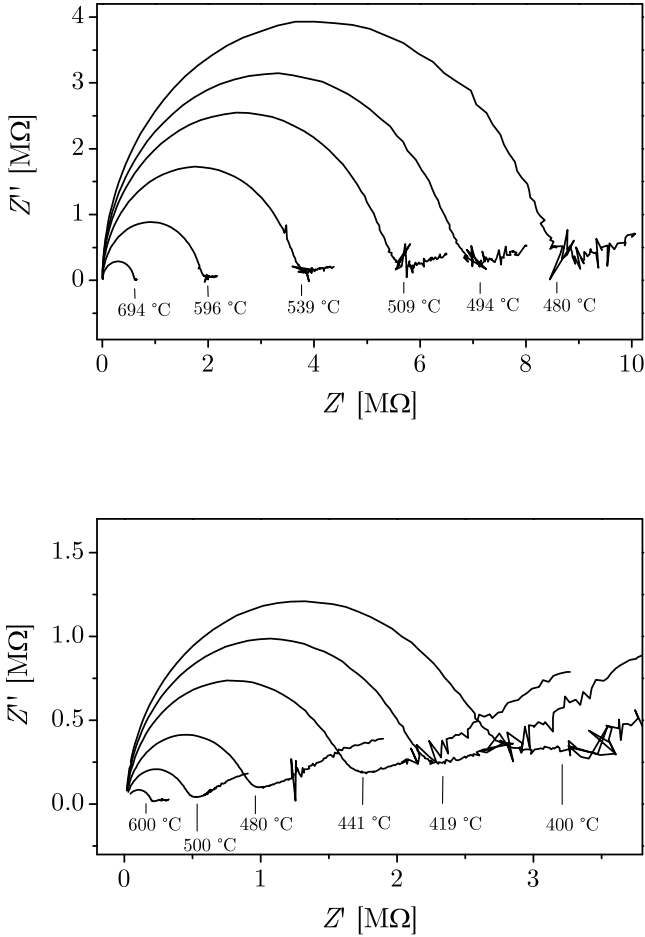 4
3
2
1
0
Z'' [MΩ]
694 °C
596 °C
539 °C
509 °C
494 °C
480 °C
0 2 4 6 8 10
Z' [MΩ]
1.5
1.0
0.5
0.0
Z'' [MΩ]
600 °C
500 °C
480 °C
441 °C
419 °C
400 °C
0 1 2 3
Z' [MΩ]